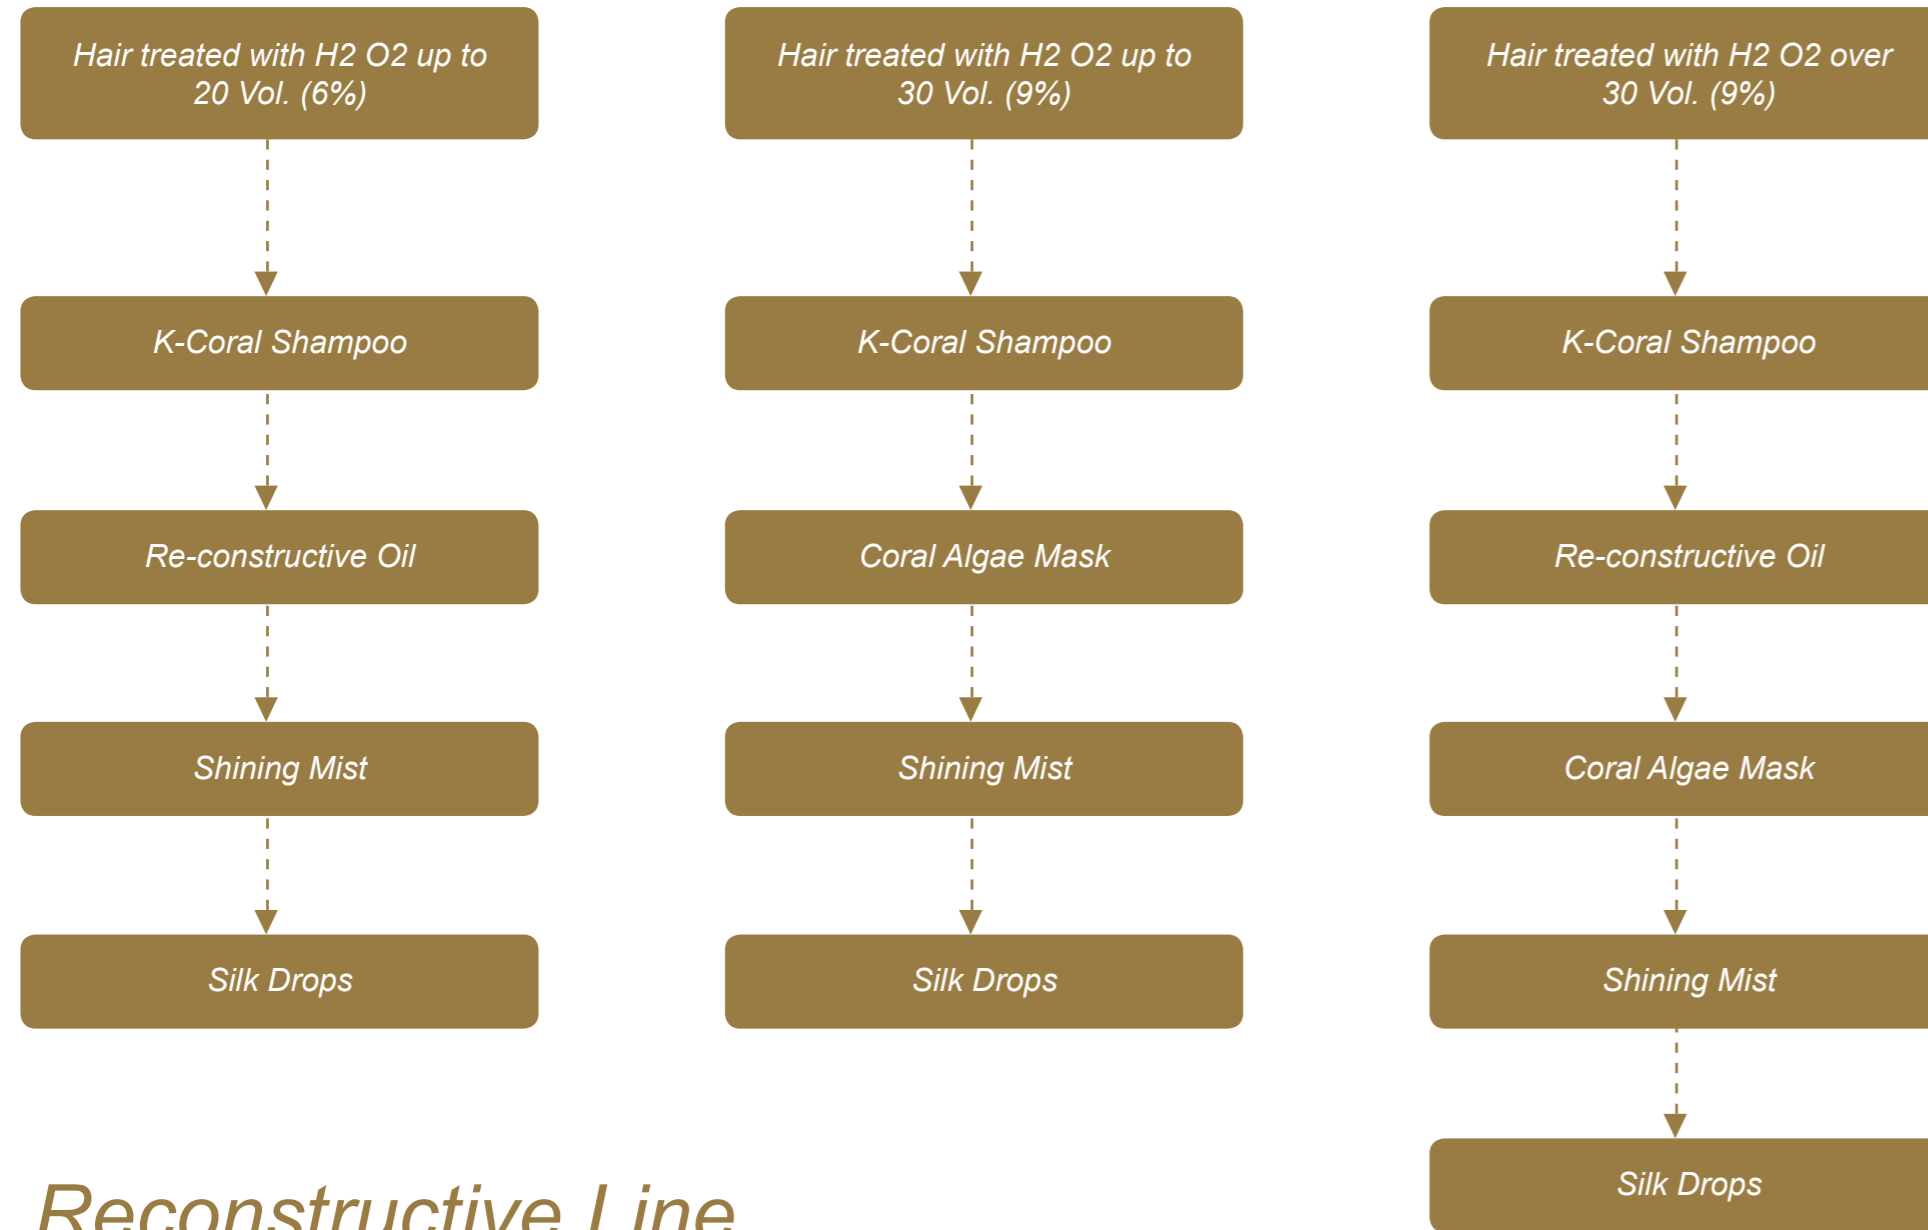 Hair treated with H2 O2 up to
20 Vol. (6%)
K-Coral Shampoo
Re-constructive Oil
Shining Mist
Silk Drops
Hair treated with H2 O2 up to
30 Vol. (9%)
K-Coral Shampoo
Coral Algae Mask
Shining Mist
Silk Drops
Hair treated with H2 O2 over
30 Vol. (9%)
K-Coral Shampoo
Re-constructive Oil
Coral Algae Mask
Shining Mist
Silk Drops
Reconstructive Line